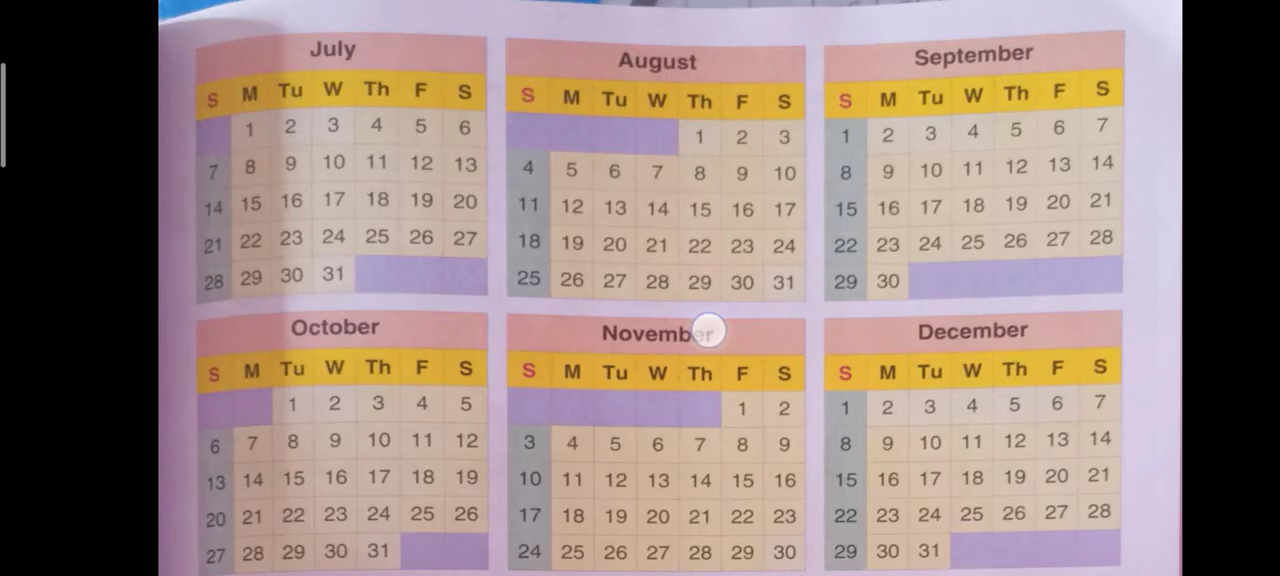 July
S M Tu W Th F S
1 2 3 4 5 6
7 8 9 10 11 12 13
14 15 16 17 18 19 20
21 22 23 24 25 26 27
28 29 30 31
August
S M Tu W Th F S
1 2 3
4 5 6 7 8 9 10
11 12 13 14 15 16 17
18 19 20 21 22 23 24
25 26 27 28 29 30 31
September
S M Tu W Th F S
1 2 3 4 5 6 7
8 9 10 11 12 13 14
15 16 17 18 19 20 21
22 23 24 25 26 27 28
29 30
October
S M Tu W Th F S
1 2 3 4 5
6 7 8 9 10 11 12
13 14 15 16 17 18 19
20 21 22 23 24 25 26
27 28 29 30 31
November
S M Tu W Th F S
1 2
3 4 5 6 7 8 9
10 11 12 13 14 15 16
17 18 19 20 21 22 23
24 25 26 27 28 29 30
December
S M Tu W Th F S
1 2 3 4 5 6 7
8 9 10 11 12 13 14
15 16 17 18 19 20 21
22 23 24 25 26 27 28
29 30 31